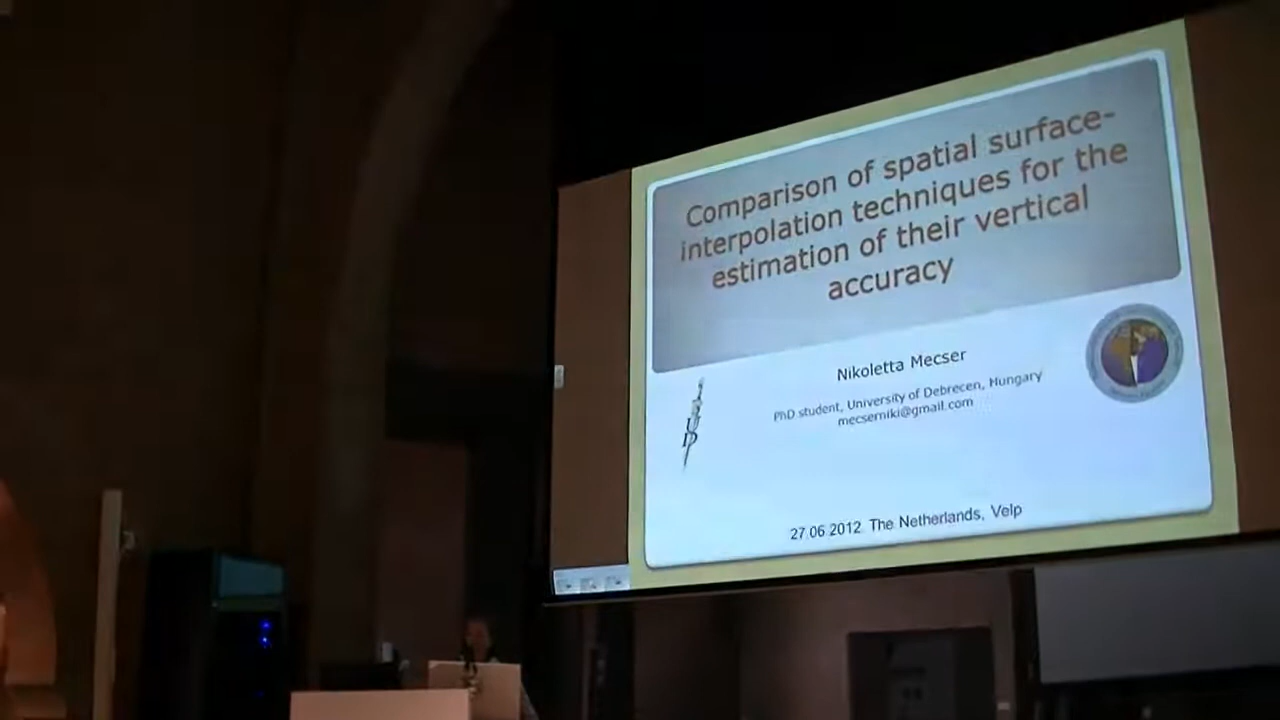 Comparison of spatial surface-
interpolation techniques for the
estimation of their vertical
accuracy
Nikoletta Mecser
PhD student, University of Debrecen, Hungary
mecserniki@gmail.com
27.06.2012. The Netherlands, Velp